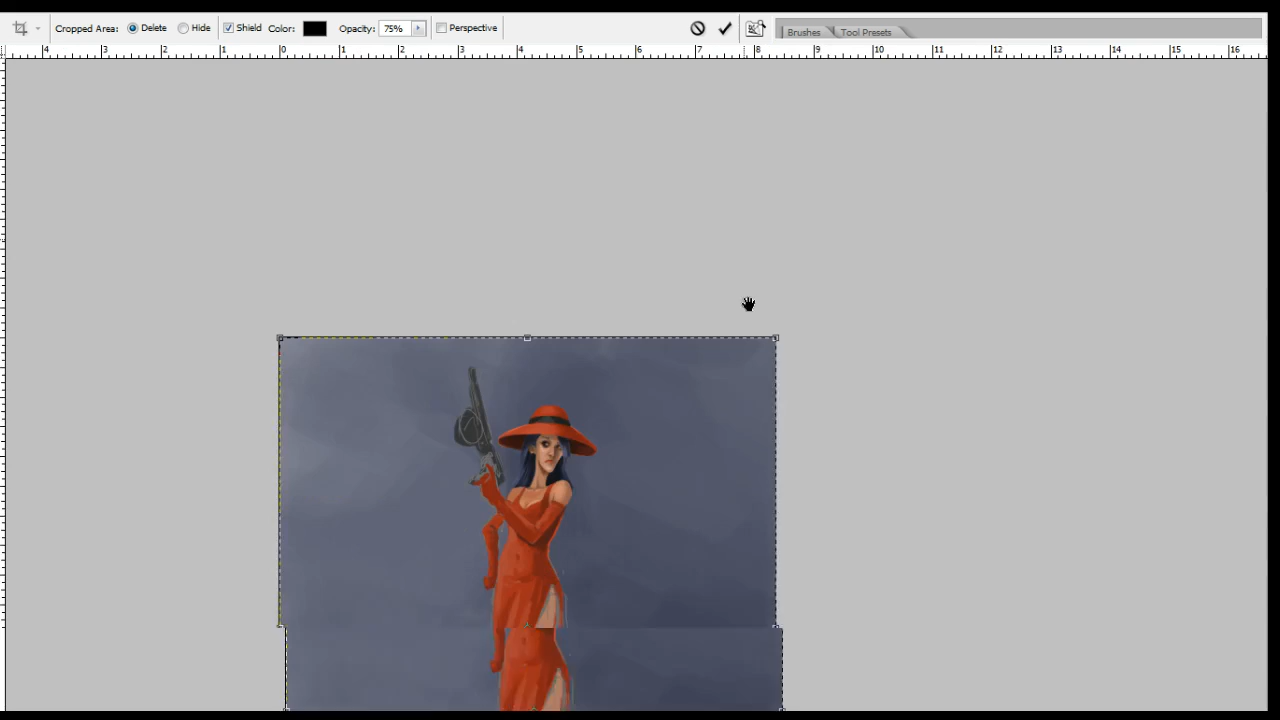 Cropped Area: Delete Hide Shield Color: Opacity: 75% Perspective Brushes Tool Presets
4 3 2 1 0 1 2 3 4 5 6 7 8 9 10 11 12 13 14 15 16